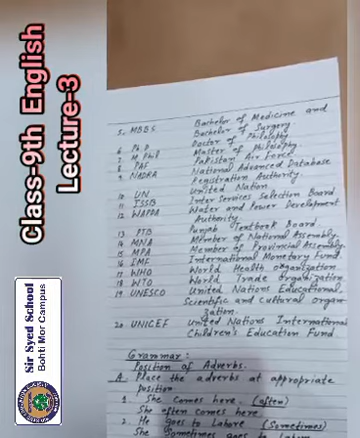 Class-9th English
Lecture-3
Sir Syed School
Bohti Mor Campus
5. MBBS Bachelor of Medicine and
Bachelor of Surgery
6 Ph.D Doctor of Philosophy
7. M.Phil Master of Philosophy
8 PAF Pakistan Air Force
9 NADRA National Advanced Database
Registration Authority
10 UN United Nation
11 ISSB Inter Services Selection Board
12 WAPDA Water and Power Development
Authority.
13 PTB Punjab Textbook Board
14 MNA Member of National Assembly
15 MPA Member of Provincial Assembly
16 IMF International Monetary Fund
17 WHO World Health organization
18 WTO World Trade organization
19 UNESCO United Nations Educational,
Scientific and Cultural organ-
ization.
20 UNICEF United Nations International
Children's Education Fund
Grammar:
Position of Adverbs.
A. Place the adverbs at appropriate
position
1. She comes here. (often)
She often comes here
2. He goes to Lahore (Sometimes)
She Sometimes goes